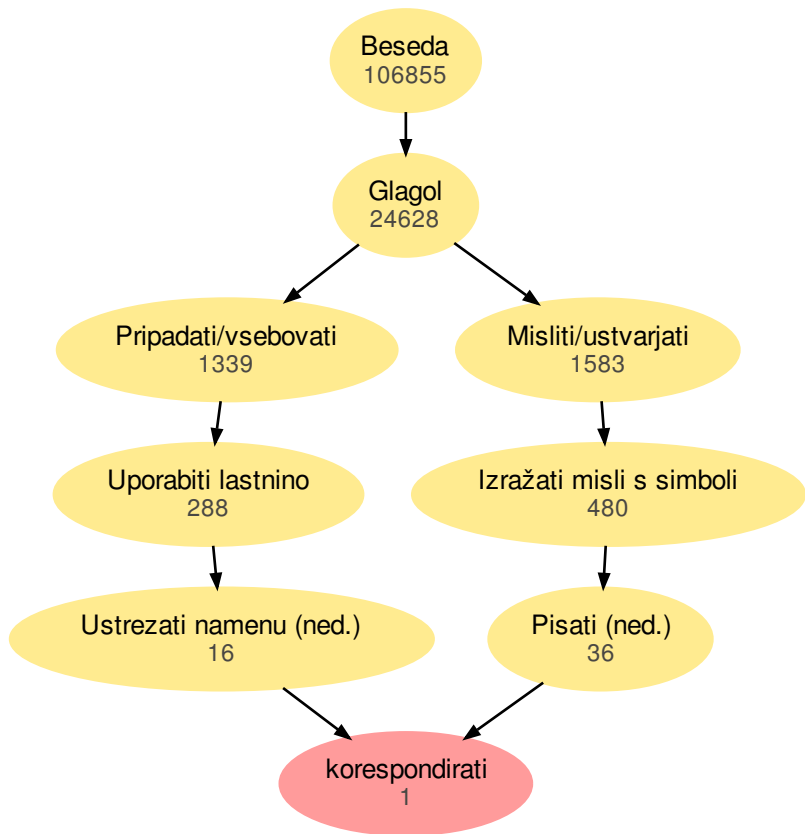 Beseda
106855
Glagol
24628
Pripadati/vsebovati
1339
Misliti/ustvarjati
1583
Uporabiti lastnino
288
Izražati misli s simboli
480
Ustrezati namenu (ned.)
16
Pisati (ned.)
36
korespondirati
1